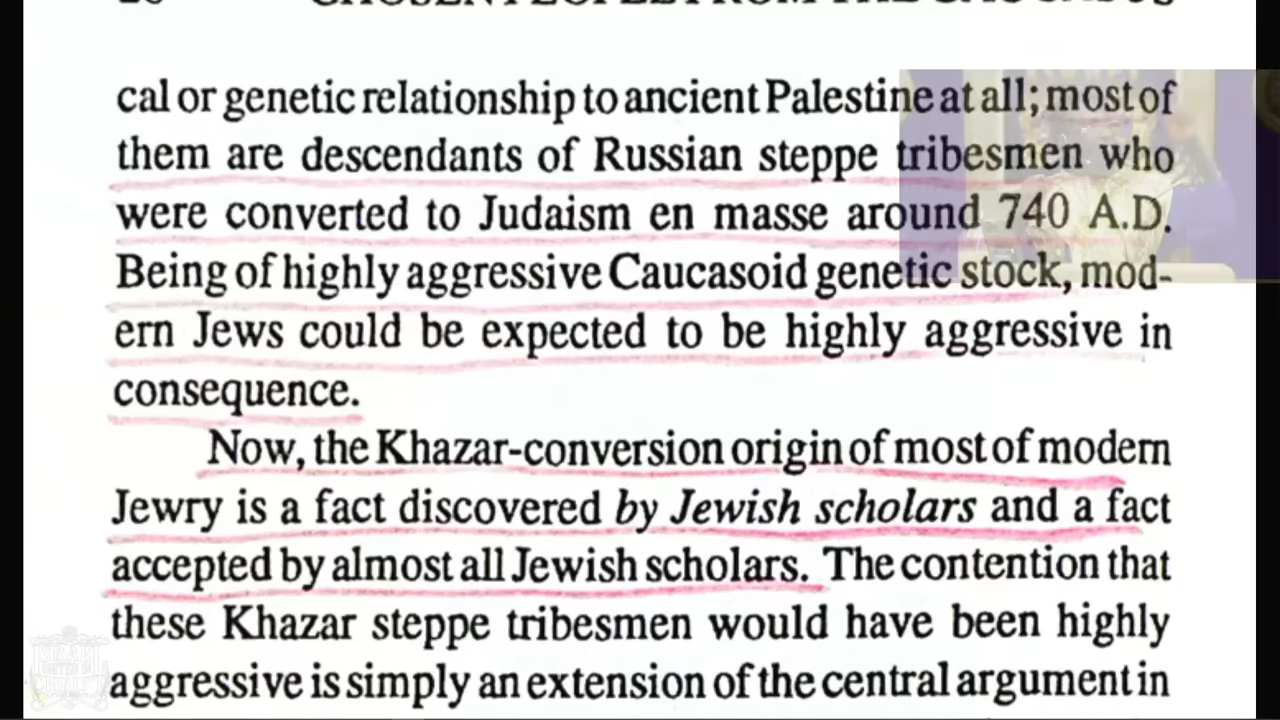 cal or genetic relationship to ancient Palestine at all; most of
them are descendants of Russian steppe tribesmen who
were converted to Judaism en masse around 740 A.D.
Being of highly aggressive Caucasoid genetic stock, mod-
ern Jews could be expected to be highly aggressive in
consequence.
Now, the Khazar-conversion origin of most of modern
Jewry is a fact discovered by Jewish scholars and a fact
accepted by almost all Jewish scholars. The contention that
these Khazar steppe tribesmen would have been highly
aggressive is simply an extension of the central argument in
ISRAEL
UNITED IN
CHRIST